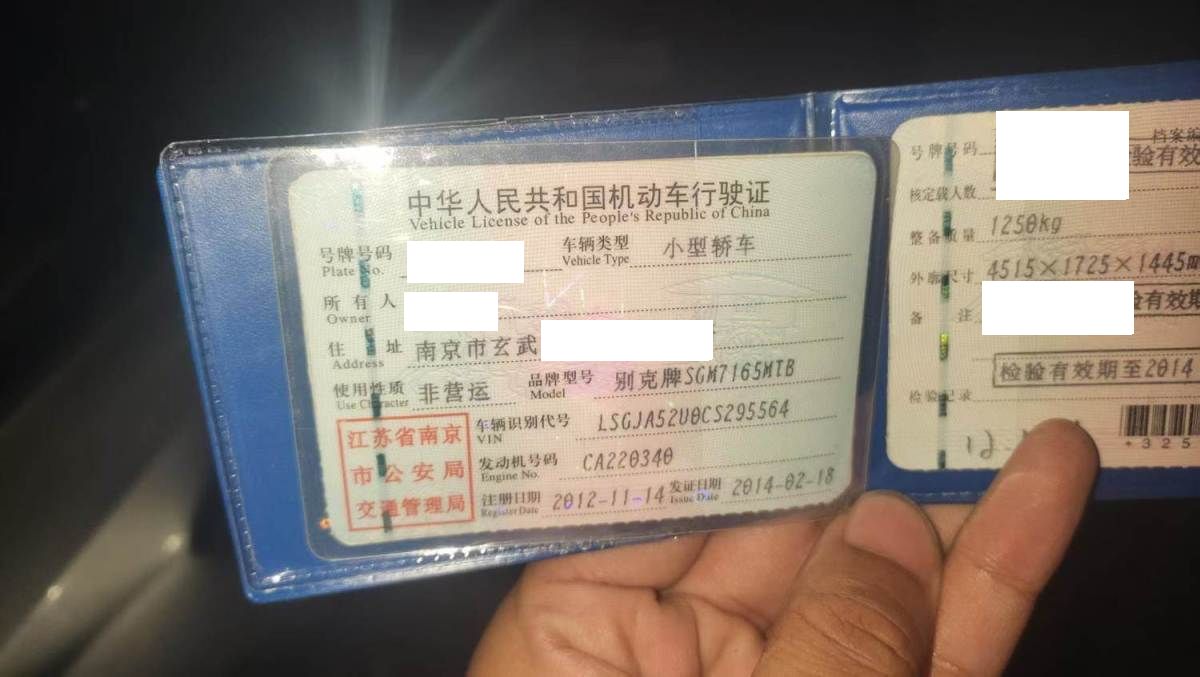 中华人民共和国机动车行驶证
Vehicle License of the People's Republic of China
号牌号码
Plate No.
车辆类型 小型轿车
Vehicle Type
所有人
Owner
住址 南京市玄武
Address
使用性质 非营运
Use Character
品牌型号 别克牌SGM7165MTB
Model
车辆识别代号 LSGJA52U0CS295564
VIN
发动机号码 CA220340
Engine No.
注册日期 2012-11-14
Register Date
发证日期 2014-02-18
Issue Date
江苏省南京
市公安局
交通管理局
号牌号码
档案编
验有效
核定载人数
整备质量 1250kg
外廓尺寸 4515×1725×1445m
备注
验有效期
检验有效期至2014
检验记录
+325